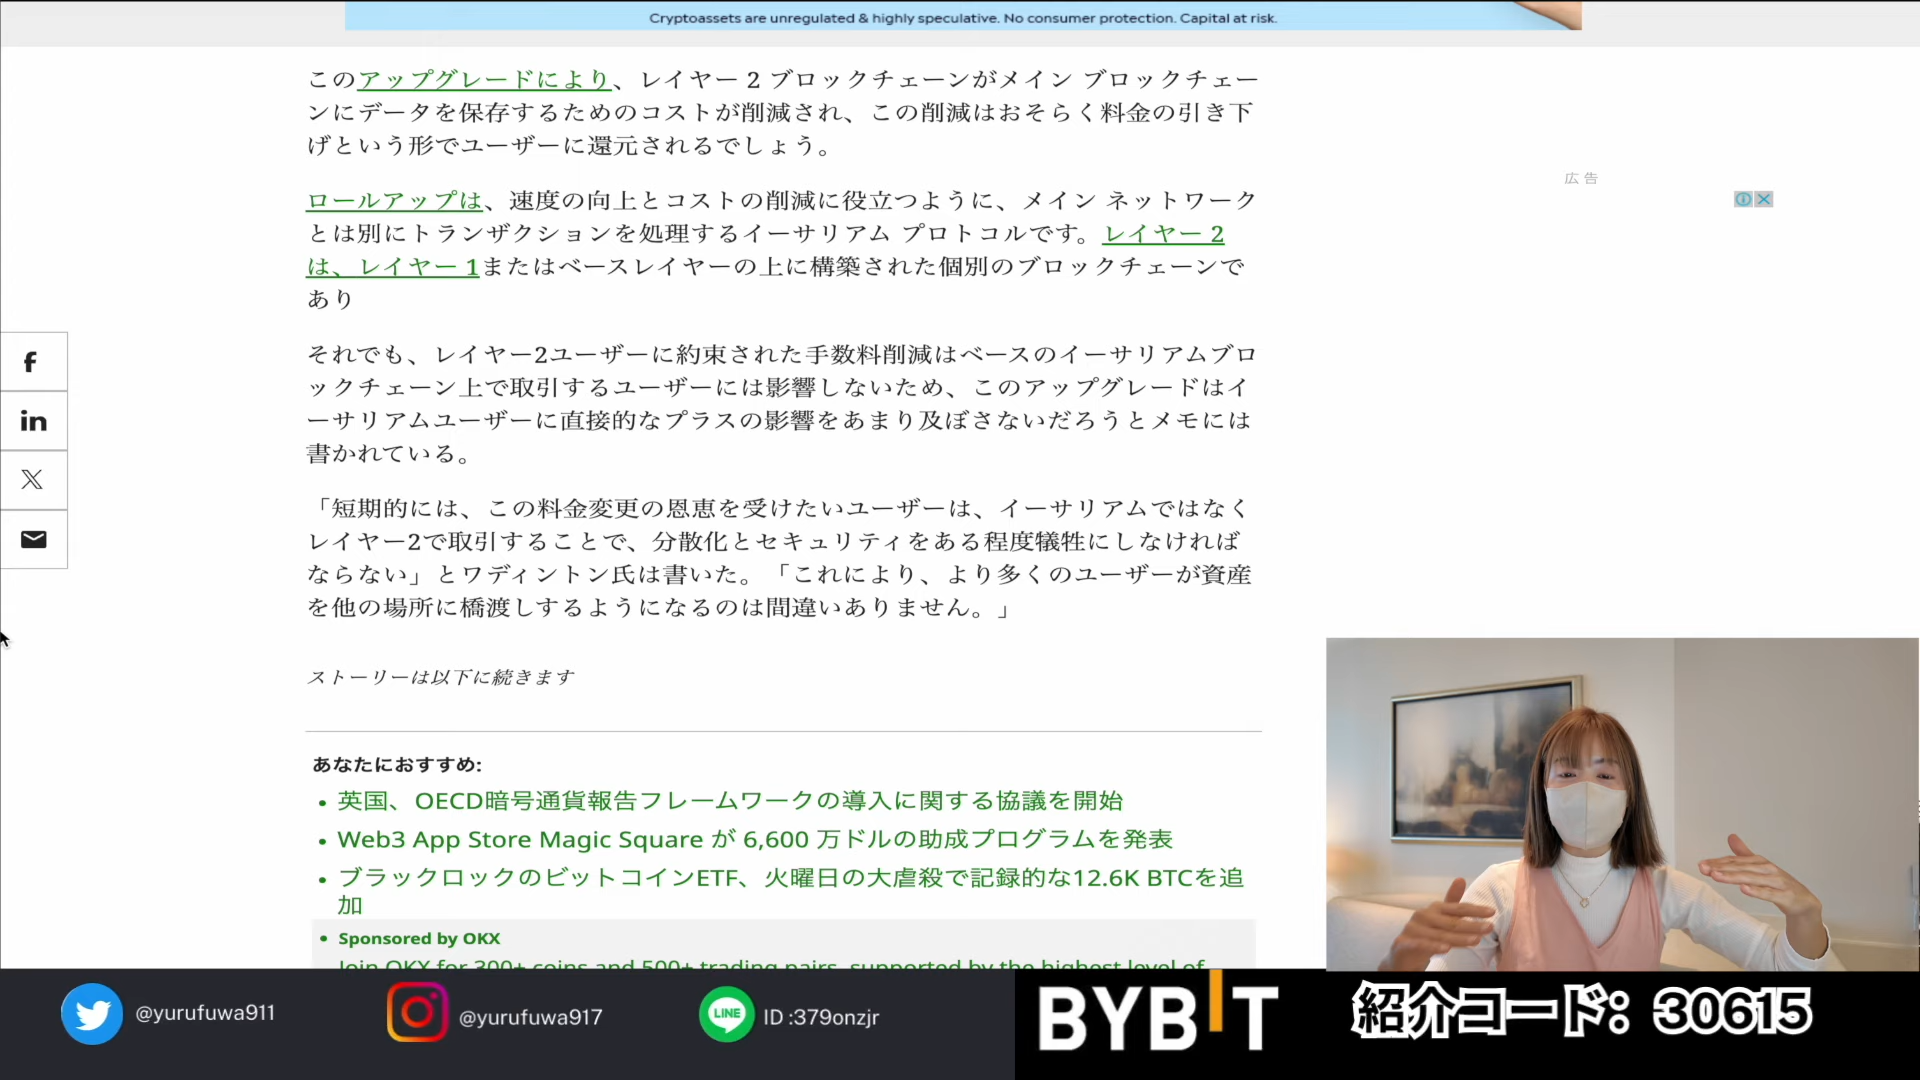 Cryptoassets are unregulated & highly speculative. No consumer protection. Capital at risk.
このアップグレードにより、レイヤー 2 ブロックチェーンがメイン ブロックチェー
ンにデータを保存するためのコストが削減され、この削減はおそらく料金の引き下
げという形でユーザーに還元されるでしょう。
広告
ロールアップは、速度の向上とコストの削減に役立つように、メイン ネットワーク
とは別にトランザクションを処理するイーサリアム プロトコルです。レイヤー 2
は、レイヤー 1またはベースレイヤーの上に構築された個別のブロックチェーンで
あり
それでも、レイヤー2ユーザーに約束された手数料削減はベースのイーサリアムブロ
ックチェーン上で取引するユーザーには影響しないため、このアップグレードはイ
ーサリアムユーザーに直接的なプラスの影響をあまり及ぼさないだろうとメモには
書かれている。
「短期的には、この料金変更の恩恵を受けたいユーザーは、イーサリアムではなく
レイヤー2で取引することで、分散化とセキュリティをある程度犠牲にしなければ
ならない」とワディントン氏は書いた。「これにより、より多くのユーザーが資産
を他の場所に橋渡しするようになるのは間違いありません。」
ストーリーは以下に続きます
あなたにおすすめ:
• 英国、OECD暗号通貨報告フレームワークの導入に関する協議を開始
• Web3 App Store Magic Square が 6,600 万ドルの助成プログラムを発表
• ブラックロックのビットコインETF、火曜日の大虐殺で記録的な12.6K BTCを追
加
• Sponsored by OKX
Join OKX for 300+ coins and 500+ trading pairs, supported by the highest level of
@yurufuwa911
@yurufuwa917
LINE
ID :379onzjr
BYBIT
紹介コード: 30615